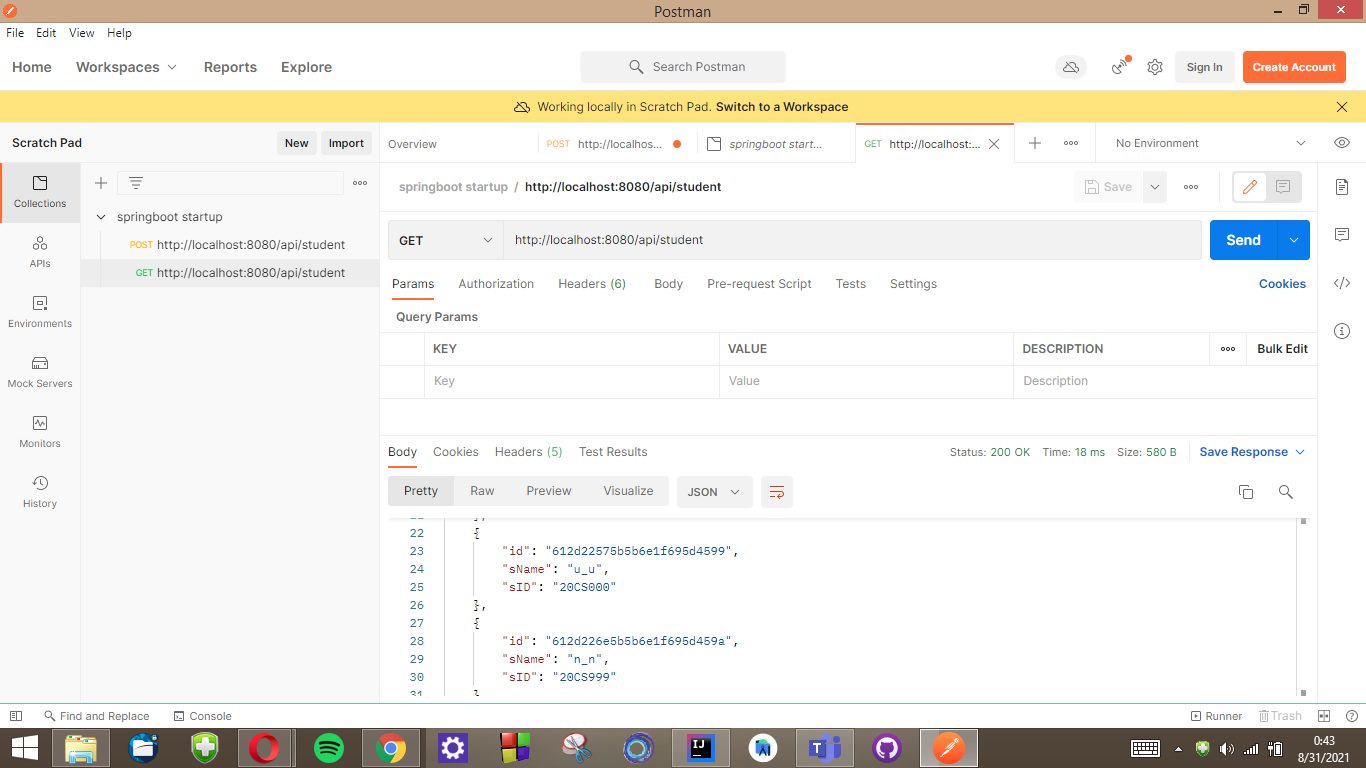 Postman
File Edit View Help
Home Workspaces Reports Explore Search Postman Sign In Create Account
Working locally in Scratch Pad. Switch to a Workspace
Scratch Pad New Import Overview POST http://localhos... springboot start... GET http://localhost:... No Environment
springboot startup / http://localhost:8080/api/student Save
Collections
springboot startup
POST http://localhost:8080/api/student
GET http://localhost:8080/api/student
APIs
Environments
Mock Servers
Monitors
History
GET http://localhost:8080/api/student Send
Params Authorization Headers (6) Body Pre-request Script Tests Settings Cookies
Query Params
KEY VALUE DESCRIPTION Bulk Edit
Key Value Description
Body Cookies Headers (5) Test Results Status: 200 OK Time: 18 ms Size: 580 B Save Response
Pretty Raw Preview Visualize JSON
21 },
22 {
23 "id": "612d22575b5b6e1f695d4599",
24 "sName": "u_u",
25 "sID": "20CS000"
26 },
27 {
28 "id": "612d226e5b5b6e1f695d459a",
29 "sName": "n_n",
30 "sID": "20CS999"
31 }
Find and Replace Console Runner Trash
0:43
8/31/2021